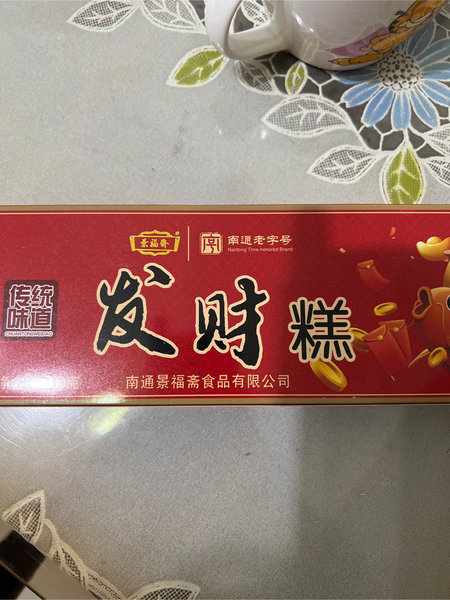 景福斋
南通老字号
Nantong Time-honored Brand
传统
味道
CHUANTONGWEIDAO
发财糕
南通景福斋食品有限公司